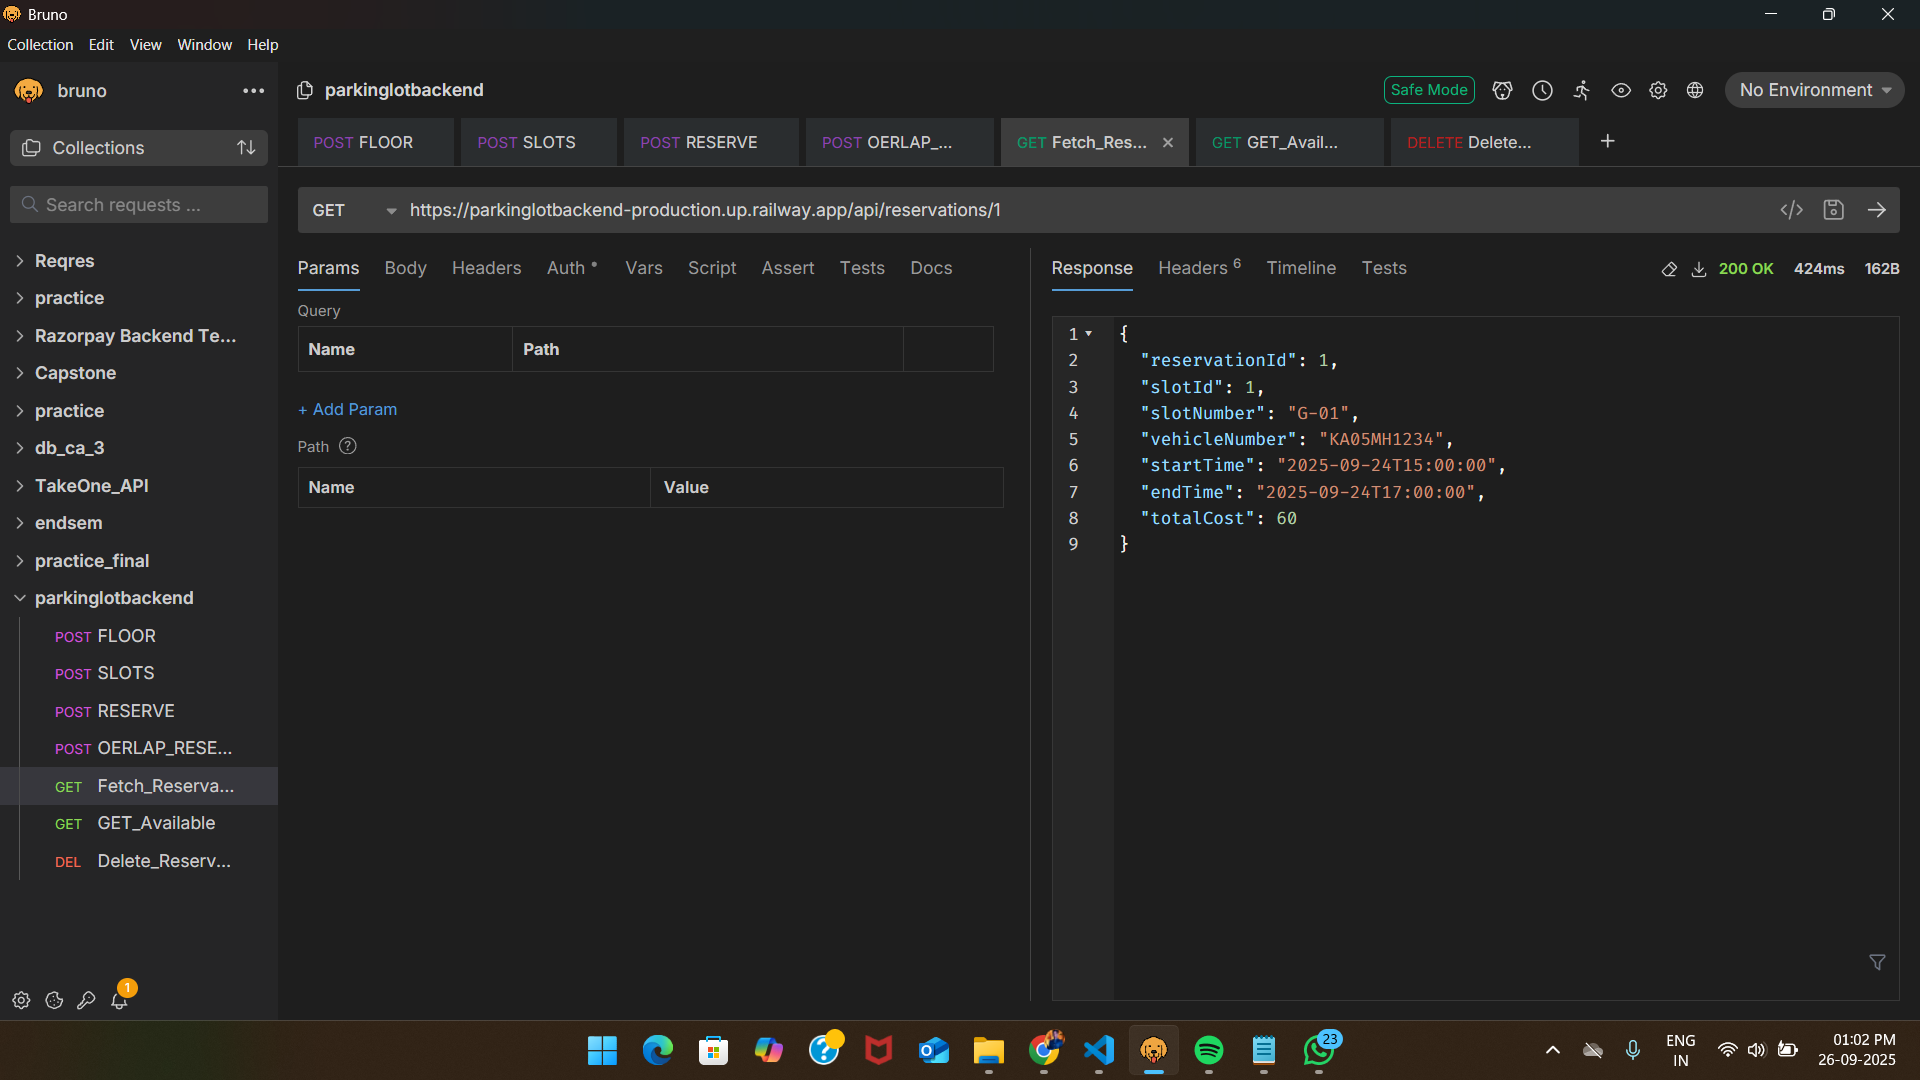 Bruno
Collection Edit View Window Help
bruno
parkinglotbackend
Safe Mode
No Environment
Collections
POST FLOOR
POST SLOTS
POST RESERVE
POST OERLAP_...
GET Fetch_Res...
GET GET_Avail...
DELETE Delete...
Search requests ...
GET https://parkinglotbackend-production.up.railway.app/api/reservations/1
Reqres
practice
Razorpay Backend Te...
Capstone
practice
db_ca_3
TakeOne_API
endsem
practice_final
parkinglotbackend
POST FLOOR
POST SLOTS
POST RESERVE
POST OERLAP_RESE...
GET Fetch_Reserva...
GET GET_Available
DEL Delete_Reserv...
1
Params Body Headers Auth Vars Script Assert Tests Docs
Query
Name Path
+ Add Param
Path ?
Name Value
Response Headers 6 Timeline Tests
200 OK 424ms 162B
1 {
2 "reservationId": 1,
3 "slotId": 1,
4 "slotNumber": "G-01",
5 "vehicleNumber": "KA05MH1234",
6 "startTime": "2025-09-24T15:00:00",
7 "endTime": "2025-09-24T17:00:00",
8 "totalCost": 60
9 }
23
ENG
IN
01:02 PM
26-09-2025